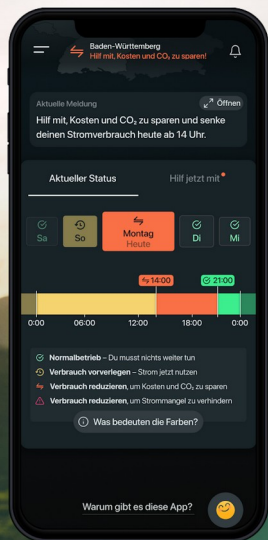 Baden-Württemberg
Hilf mit, Kosten und CO₂ zu sparen!
Aktuelle Meldung
Öffnen
Hilf mit, Kosten und CO₂ zu sparen und senke
deinen Stromverbrauch heute ab 14 Uhr.
Aktueller Status
Hilf jetzt mit
Sa
So
Montag
Heute
Di
Mi
14:00
21:00
0:00
06:00
12:00
18:00
0:00
Normalbetrieb – Du musst nichts weiter tun
Verbrauch vorverlegen – Strom jetzt nutzen
Verbrauch reduzieren, um Kosten und CO₂ zu sparen
Verbrauch reduzieren, um Strommangel zu verhindern
Was bedeuten die Farben?
Warum gibt es diese App?